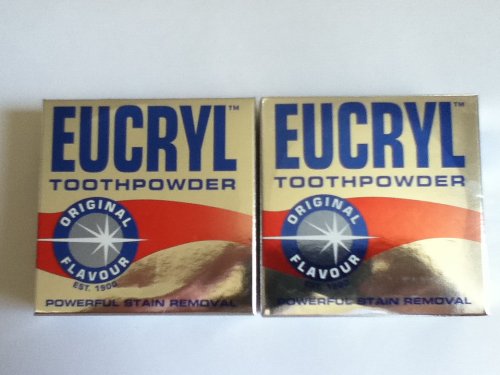 EUCRYL™
TOOTHPOWDER
ORIGINAL
FLAVOUR
EST. 1900
POWERFUL STAIN REMOVAL
EUCRYL™
TOOTHPOWDER
ORIGINAL
FLAVOUR
EST. 1900
POWERFUL STAIN REMOVAL